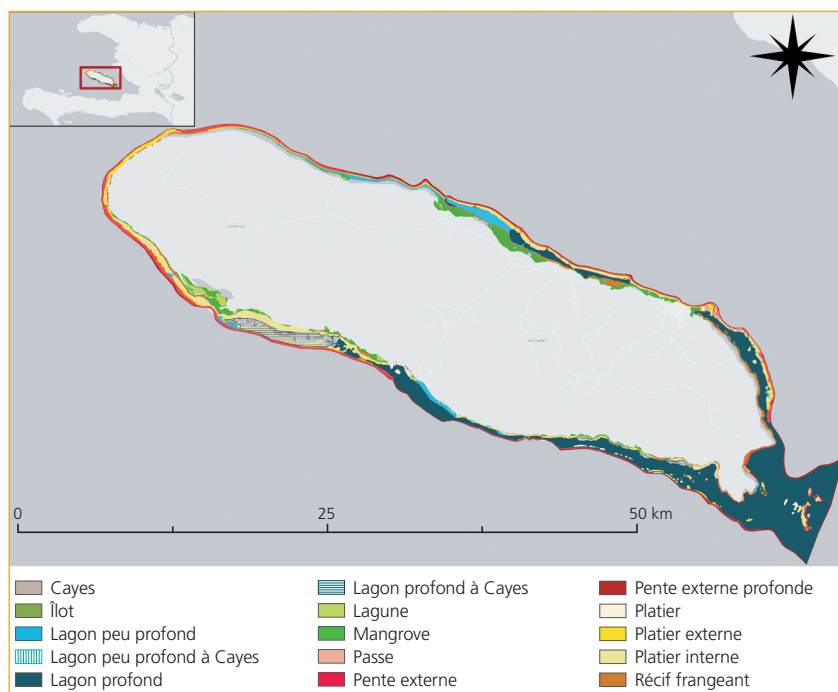 0 25 50 km
Cayes
Îlot
Lagon peu profond
Lagon peu profond à Cayes
Lagon profond
Lagon profond à Cayes
Lagune
Mangrove
Passe
Pente externe
Pente externe profonde
Platier
Platier externe
Platier interne
Récif frangeant